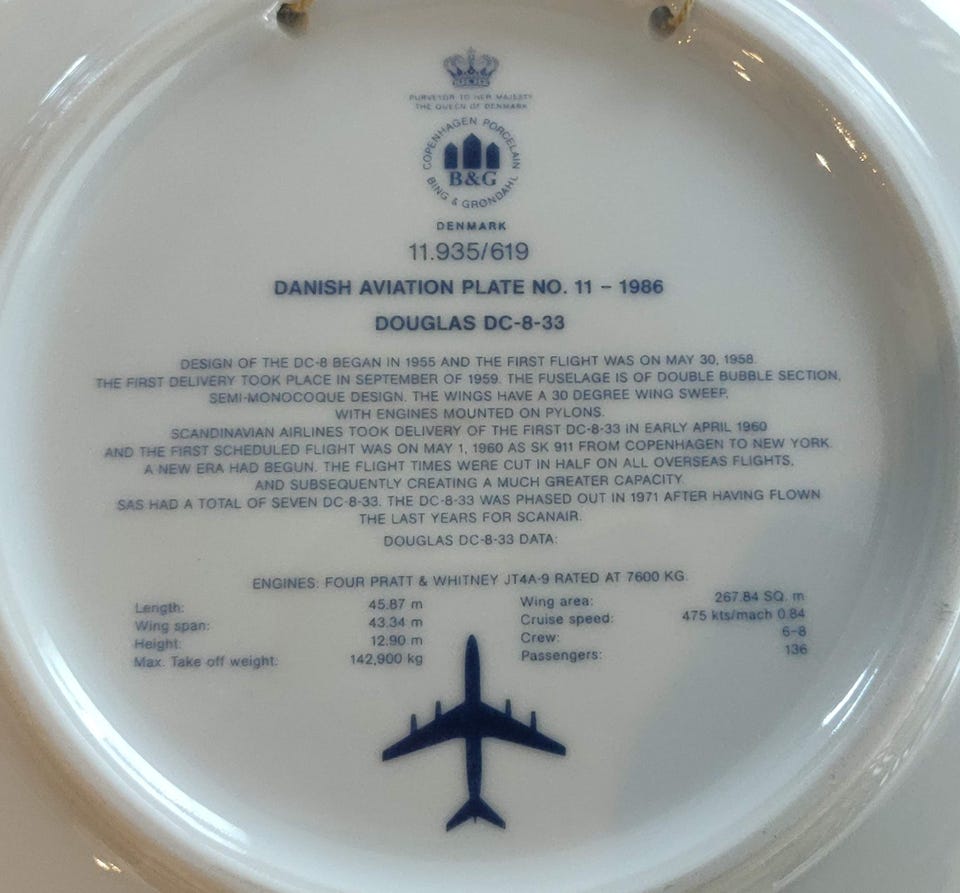 PURVEYOR TO HER MAJESTY
THE QUEEN OF DENMARK
COPENHAGEN PORCELAIN
B&G
BING & GRØNDAHL
DENMARK
11.935/619
DANISH AVIATION PLATE NO. 11 – 1986
DOUGLAS DC-8-33
DESIGN OF THE DC-8 BEGAN IN 1955 AND THE FIRST FLIGHT WAS ON MAY 30, 1958.
THE FIRST DELIVERY TOOK PLACE IN SEPTEMBER OF 1959. THE FUSELAGE IS OF DOUBLE BUBBLE SECTION,
SEMI-MONOCOQUE DESIGN. THE WINGS HAVE A 30 DEGREE WING SWEEP,
WITH ENGINES MOUNTED ON PYLONS.
SCANDINAVIAN AIRLINES TOOK DELIVERY OF THE FIRST DC-8-33 IN EARLY APRIL 1960
AND THE FIRST SCHEDULED FLIGHT WAS ON MAY 1, 1960 AS SK 911 FROM COPENHAGEN TO NEW YORK.
A NEW ERA HAD BEGUN. THE FLIGHT TIMES WERE CUT IN HALF ON ALL OVERSEAS FLIGHTS,
AND SUBSEQUENTLY CREATING A MUCH GREATER CAPACITY.
SAS HAD A TOTAL OF SEVEN DC-8-33. THE DC-8-33 WAS PHASED OUT IN 1971 AFTER HAVING FLOWN
THE LAST YEARS FOR SCANAIR.
DOUGLAS DC-8-33 DATA:
ENGINES: FOUR PRATT & WHITNEY JT4A-9 RATED AT 7600 KG.
Length: 45.87 m
Wing span: 43.34 m
Height: 12.90 m
Max. Take off weight: 142,900 kg
Wing area: 267.84 SQ. m
Cruise speed: 475 kts/mach 0.84
Crew: 6-8
Passengers: 136